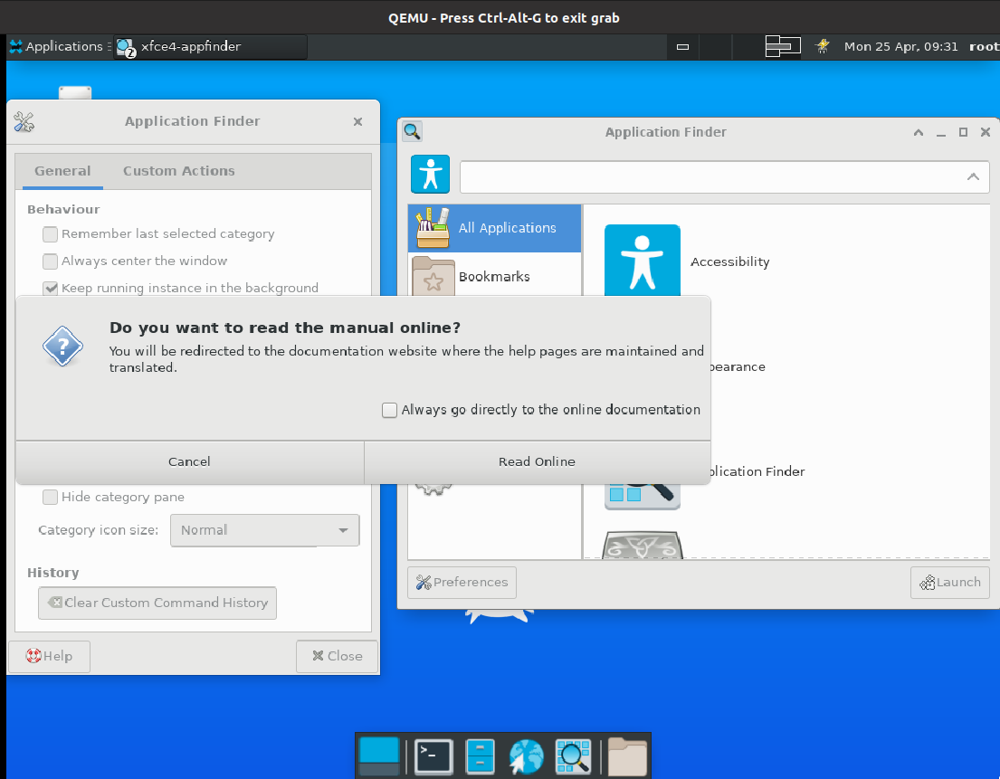 QEMU - Press Ctrl-Alt-G to exit grab
Applications
xfce4-appfinder
2
Mon 25 Apr, 09:31
root
Application Finder
General
Custom Actions
Behaviour
Remember last selected category
Always center the window
Keep running instance in the background
Application Finder
All Applications
Bookmarks
Accessibility
pearance
plication Finder
Do you want to read the manual online?
You will be redirected to the documentation website where the help pages are maintained and
translated.
Always go directly to the online documentation
Cancel
Read Online
Hide category pane
Category icon size:
Normal
History
Clear Custom Command History
Help
Close
Preferences
Launch